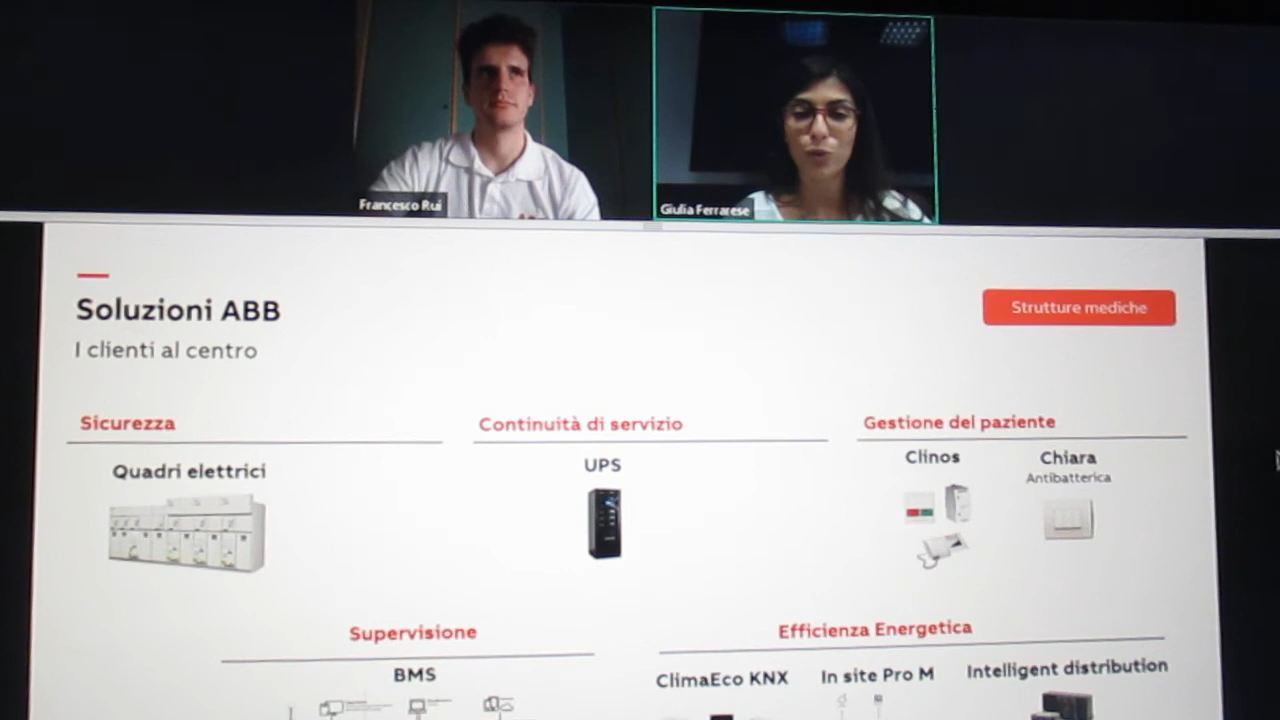 Francesco Rui
Giulia Ferrarese
Soluzioni ABB
Strutture mediche
I clienti al centro
Sicurezza
Continuità di servizio
Gestione del paziente
Quadri elettrici
UPS
Clinos
Chiara
Antibatterica
Supervisione
Efficienza Energetica
BMS
ClimaEco KNX
In site Pro M
Intelligent distribution